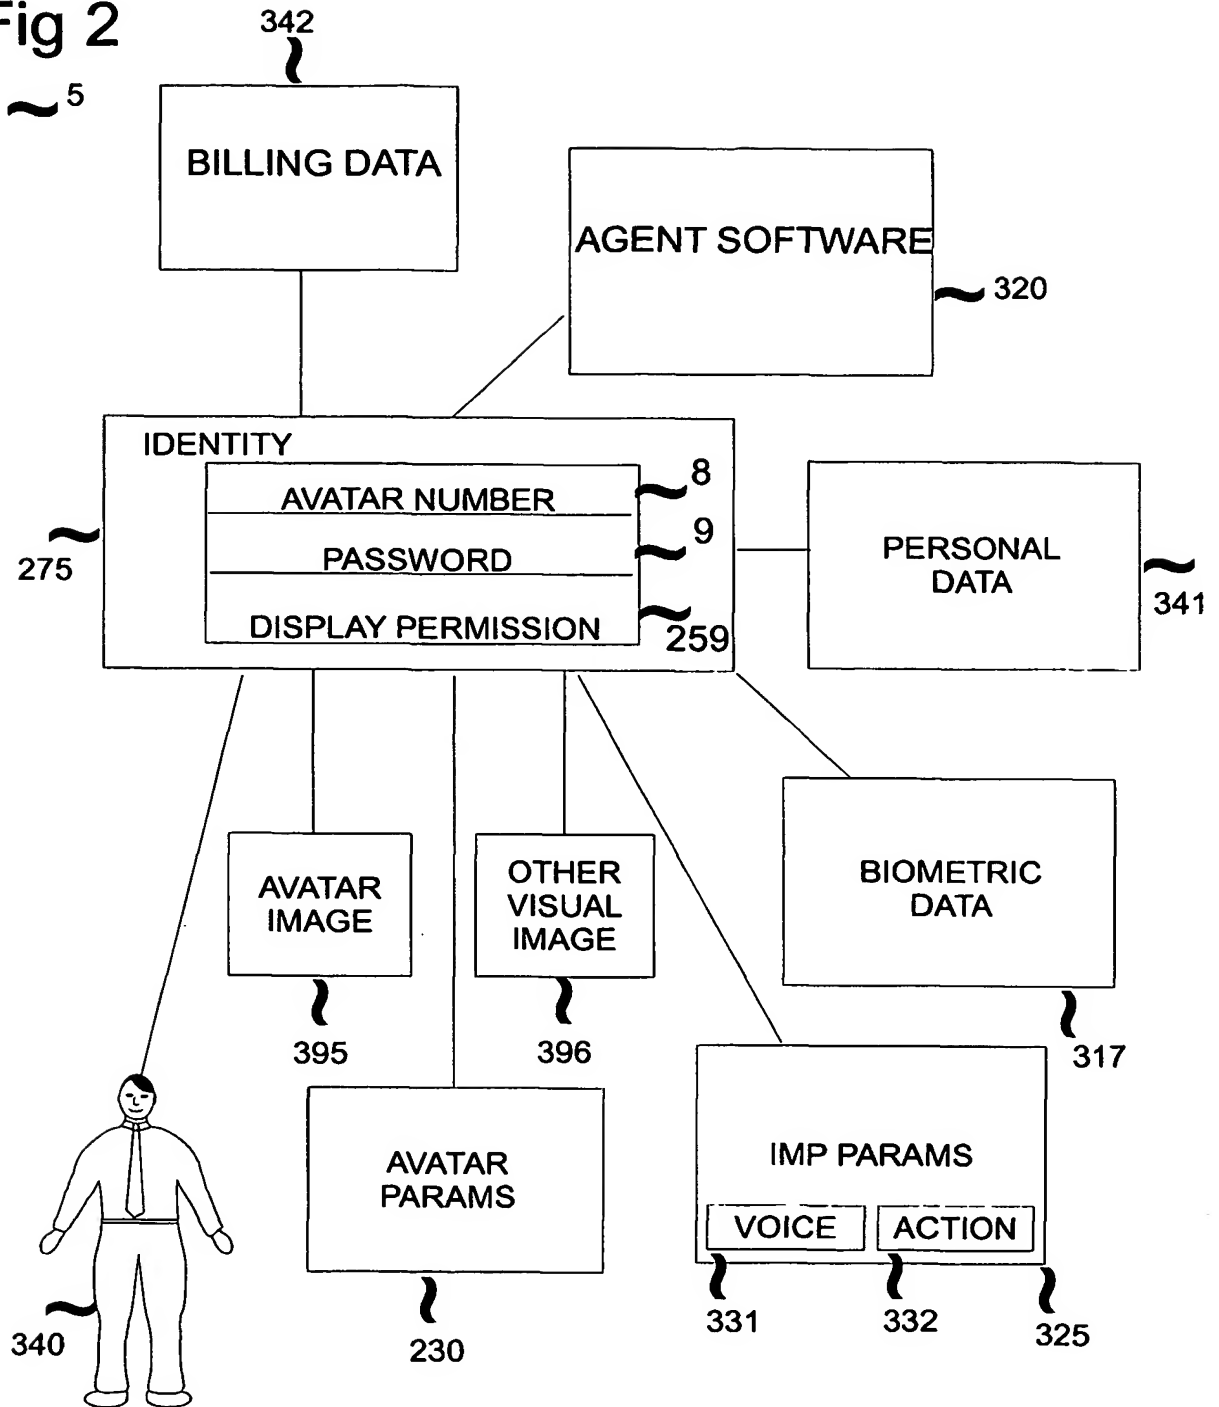 Fig 2
342
5
BILLING DATA
AGENT SOFTWARE
320
IDENTITY
AVATAR NUMBER
8
PASSWORD
9
DISPLAY PERMISSION
259
275
PERSONAL
DATA
341
AVATAR
IMAGE
395
OTHER
VISUAL
IMAGE
396
BIOMETRIC
DATA
317
AVATAR
PARAMS
230
IMP PARAMS
VOICE
ACTION
331
332
325
340